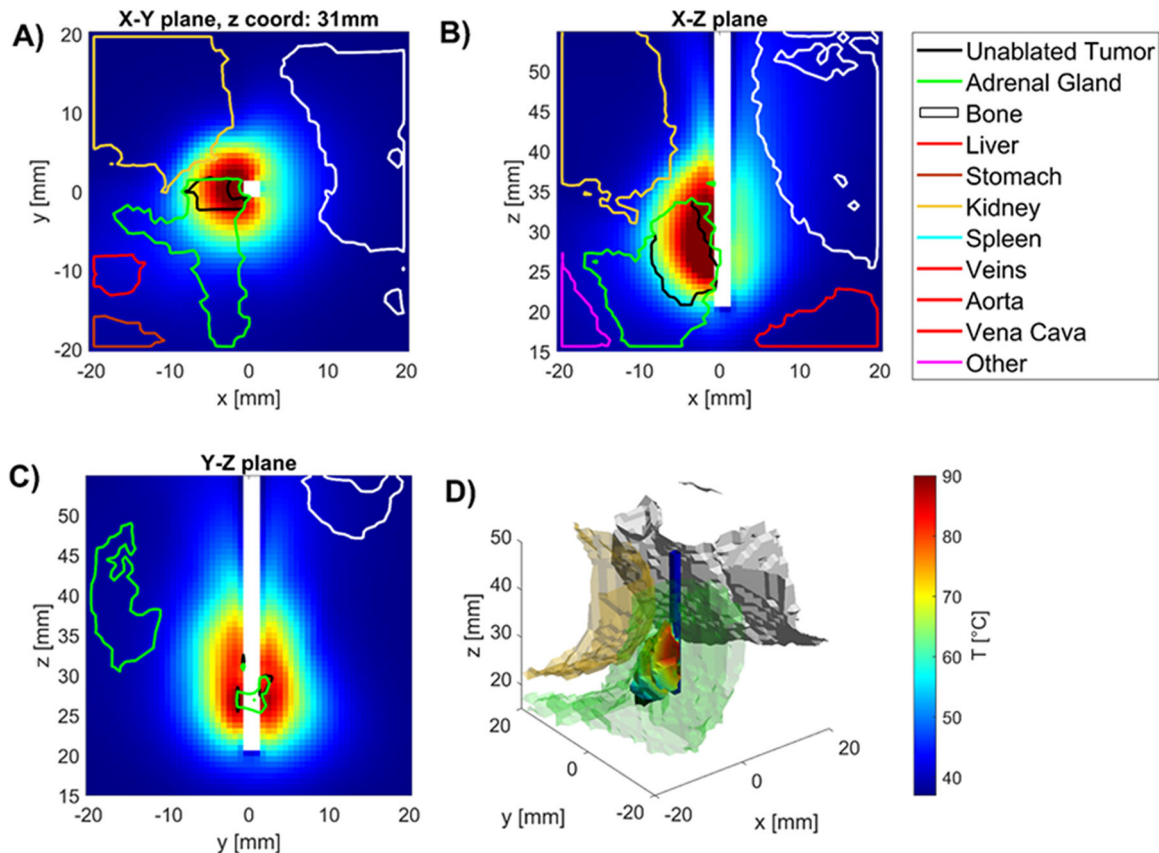 X-Y plane, z coord: 31mm
A)
20
10
0
-10
-20
y [mm]
-20
-10
0
10
20
x [mm]
X-Z plane
B)
50
45
40
35
30
25
20
15
z [mm]
-20
-10
0
10
20
x [mm]
Unablated Tumor
Adrenal Gland
Bone
Liver
Stomach
Kidney
Spleen
Veins
Aorta
Vena Cava
Other
Y-Z plane
C)
50
45
40
35
30
25
20
15
z [mm]
-20
-10
0
10
20
y [mm]
D)
50
40
30
20
z [mm]
20
0
-20
y [mm]
-20
0
20
x [mm]
90
80
70
60
50
40
T [°C]